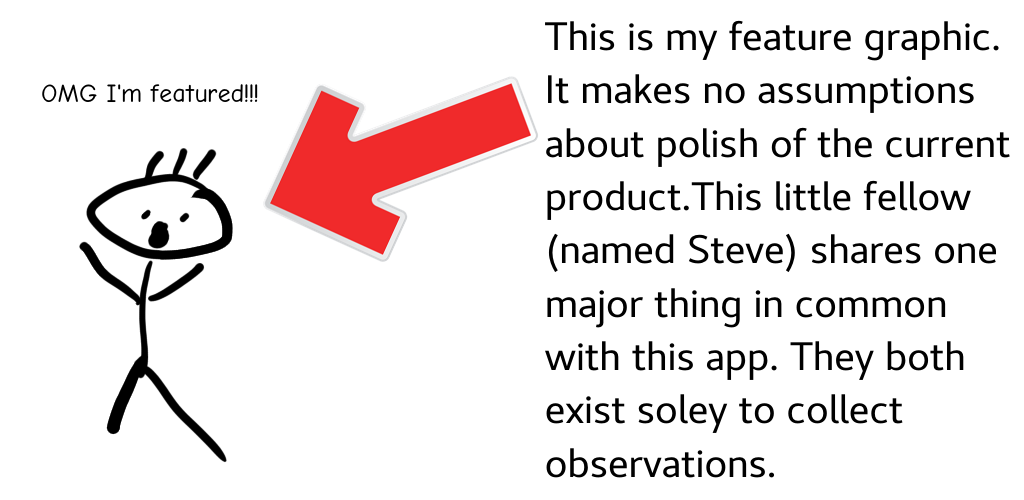 OMG I'm featured!!!
This is my feature graphic.
It makes no assumptions
about polish of the current
product.This little fellow
(named Steve) shares one
major thing in common
with this app. They both
exist soley to collect
observations.